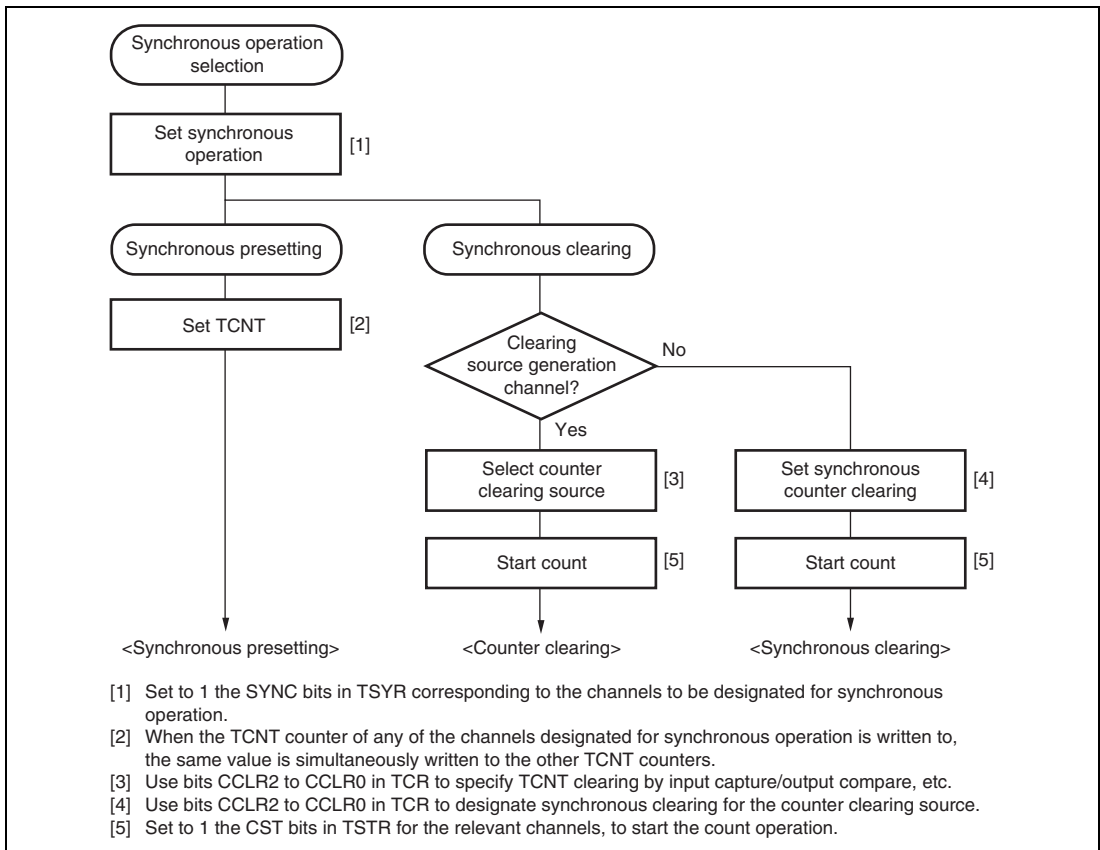 Synchronous operation
selection
Set synchronous
operation
[1]
Synchronous presetting
Synchronous clearing
Set TCNT
[2]
Clearing
source generation
channel?
No
Yes
Select counter
clearing source
[3]
Set synchronous
counter clearing
[4]
Start count
[5]
Start count
[5]
<Synchronous presetting>
<Counter clearing>
<Synchronous clearing>
[1] Set to 1 the SYNC bits in TSYR corresponding to the channels to be designated for synchronous
operation.
[2] When the TCNT counter of any of the channels designated for synchronous operation is written to,
the same value is simultaneously written to the other TCNT counters.
[3] Use bits CCLR2 to CCLR0 in TCR to specify TCNT clearing by input capture/output compare, etc.
[4] Use bits CCLR2 to CCLR0 in TCR to designate synchronous clearing for the counter clearing source.
[5] Set to 1 the CST bits in TSTR for the relevant channels, to start the count operation.